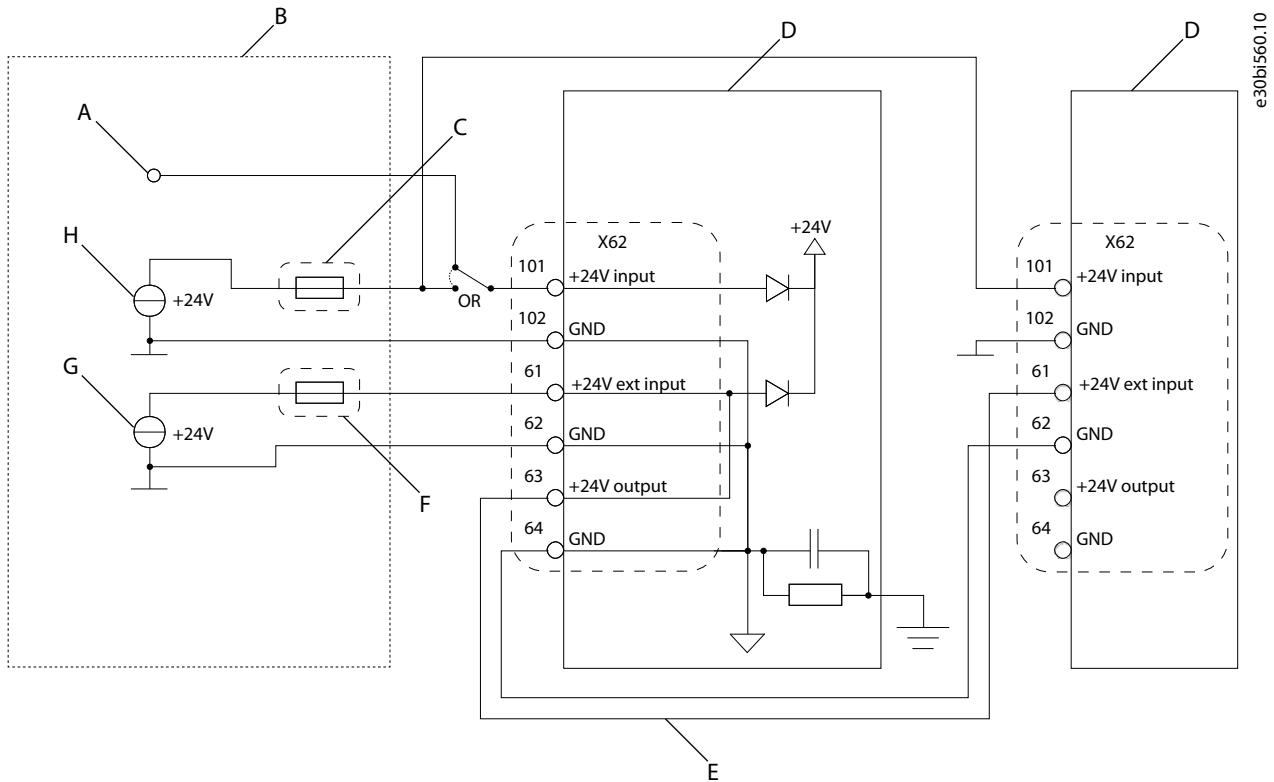 B
D
D
e30bi560.10
A
C
H
X62
+24V
X62
101
+24V input
101
+24V input
+24V
OR
102
GND
102
GND
G
61
+24V ext input
61
+24V ext input
+24V
62
GND
62
GND
F
63
+24V output
63
+24V output
64
GND
64
GND
E